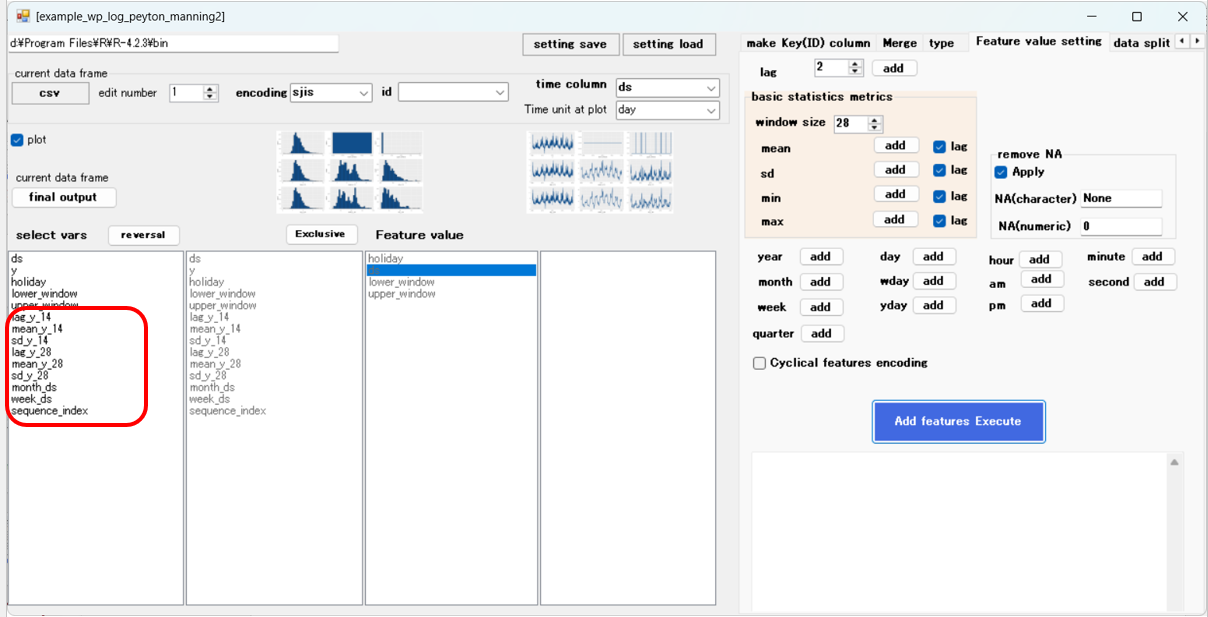 [example_wp_log_peyton_manning2]
d:¥Program Files¥R¥R-4.2.3¥bin
setting save
setting load
current data frame
csv
edit number
1
encoding
sjis
id
time column
ds
Time unit at plot
day
plot
current data frame
final output
select vars
reversal
Exclusive
Feature value
ds
y
holiday
lower_window
upper_window
lag_y_14
mean_y_14
sd_y_14
lag_y_28
mean_y_28
sd_y_28
month_ds
week_ds
sequence_index
ds
y
holiday
lower_window
upper_window
lag_y_14
mean_y_14
sd_y_14
lag_y_28
mean_y_28
sd_y_28
month_ds
week_ds
sequence_index
holiday
lower_window
upper_window
make Key(ID) column
Merge
type
Feature value setting
data split
lag
2
add
basic statistics metrics
window size
28
mean
add
lag
sd
add
lag
min
add
lag
max
add
lag
remove NA
Apply
NA(character)
None
NA(numeric)
0
year
add
day
add
hour
add
minute
add
month
add
wday
add
am
add
second
add
week
add
yday
add
pm
add
quarter
add
Cyclical features encoding
Add features Execute